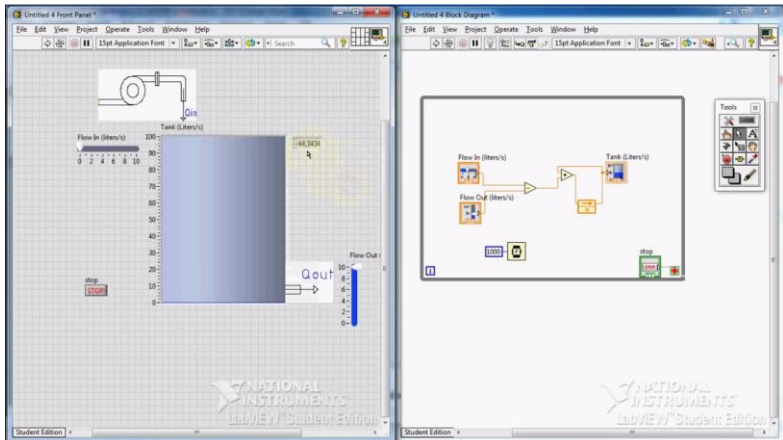 Untitled 4 Front Panel *
File Edit View Project Operate Tools Window Help
15pt Application Font
Search
Qin
Tank (Liters/s)
Flow In (liters/s)
0 2 4 6 8 10
100
90
80
70
60
50
40
30
20
10
0
-44,3434
Flow Out
Qout
10
8
6
4
2
0
stop
STOP
NATIONAL
INSTRUMENTS
LabVIEW Student Edition
Student Edition
Untitled 4 Block Diagram *
File Edit View Project Operate Tools Window Help
15pt Application Font
Tools
Flow In (liters/s)
Tank (Liters/s)
Flow Out (liters/s)
1000
stop
i
NATIONAL
INSTRUMENTS
LabVIEW Student Edition
Student Edition